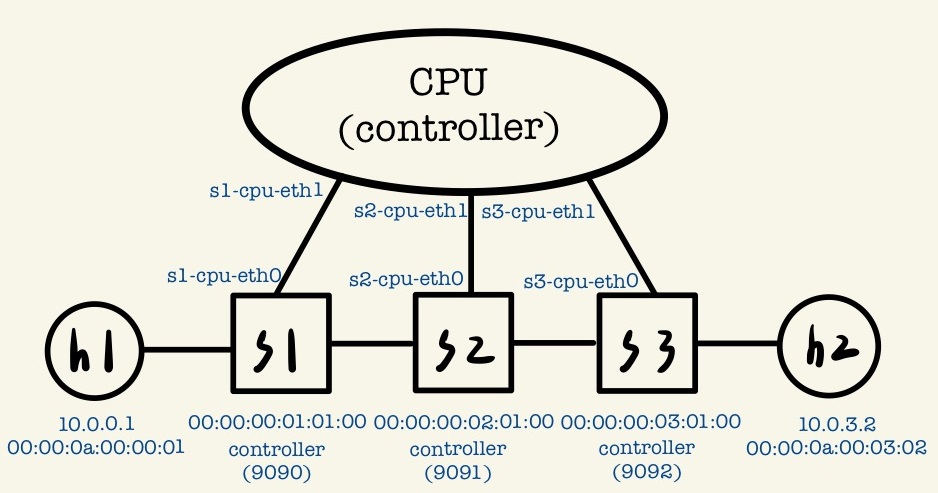 CPU
(controller)
s1-cpu-eth1
s2-cpu-eth1
s3-cpu-eth1
s1-cpu-eth0
s2-cpu-eth0
s3-cpu-eth0
h1
s1
s2
s3
h2
10.0.0.1
00:00:0a:00:00:01
00:00:00:01:01:00
controller
(9090)
00:00:00:02:01:00
controller
(9091)
00:00:00:03:01:00
controller
(9092)
10.0.3.2
00:00:0a:00:03:02